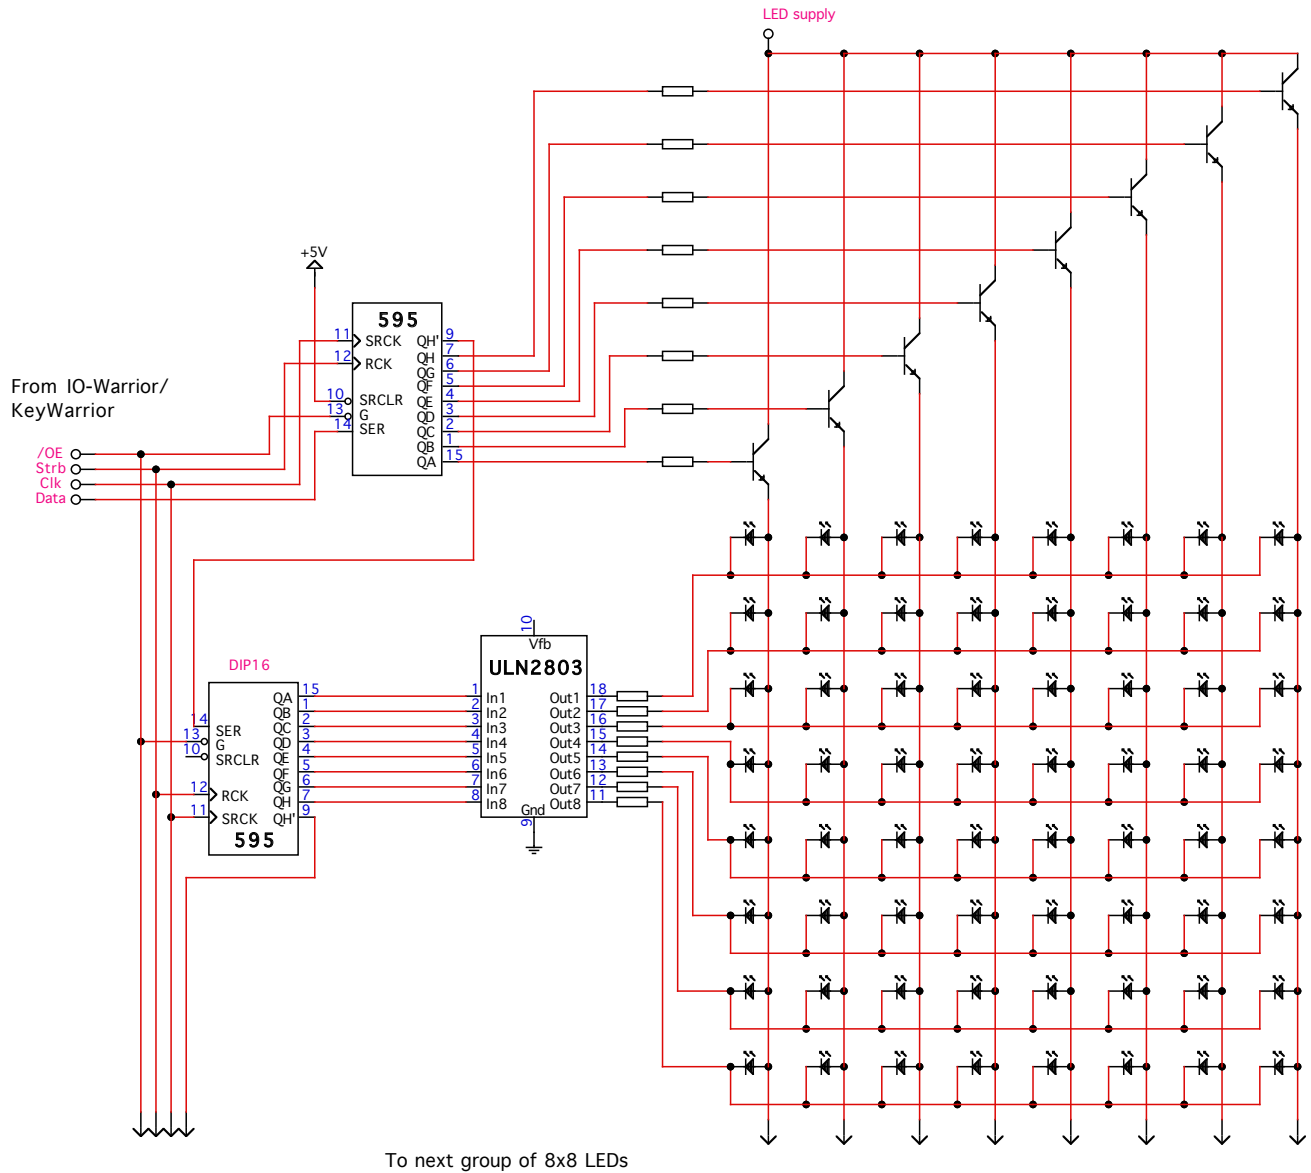 LED supply
+5V
595
11 SRCK QH' 9
12 RCK QH 7
QG 6
QF 5
10 SRCLR QE 4
13 G QD 3
14 SER QC 2
QB 1
QA 15
From IO-Warrior/
KeyWarrior
/OE
Strb
Clk
Data
DIP16
QA 15
QB 1
14 SER QC 2
13 G QD 3
10 SRCLR QE 4
QF 5
12 RCK QG 6
QH 7
11 SRCK QH' 9
595
10
Vfb
ULN2803
1 In1 Out1 18
2 In2 Out2 17
3 In3 Out3 16
4 In4 Out4 15
5 In5 Out5 14
6 In6 Out6 13
7 In7 Out7 12
8 In8 Out8 11
Gnd
9
To next group of 8x8 LEDs